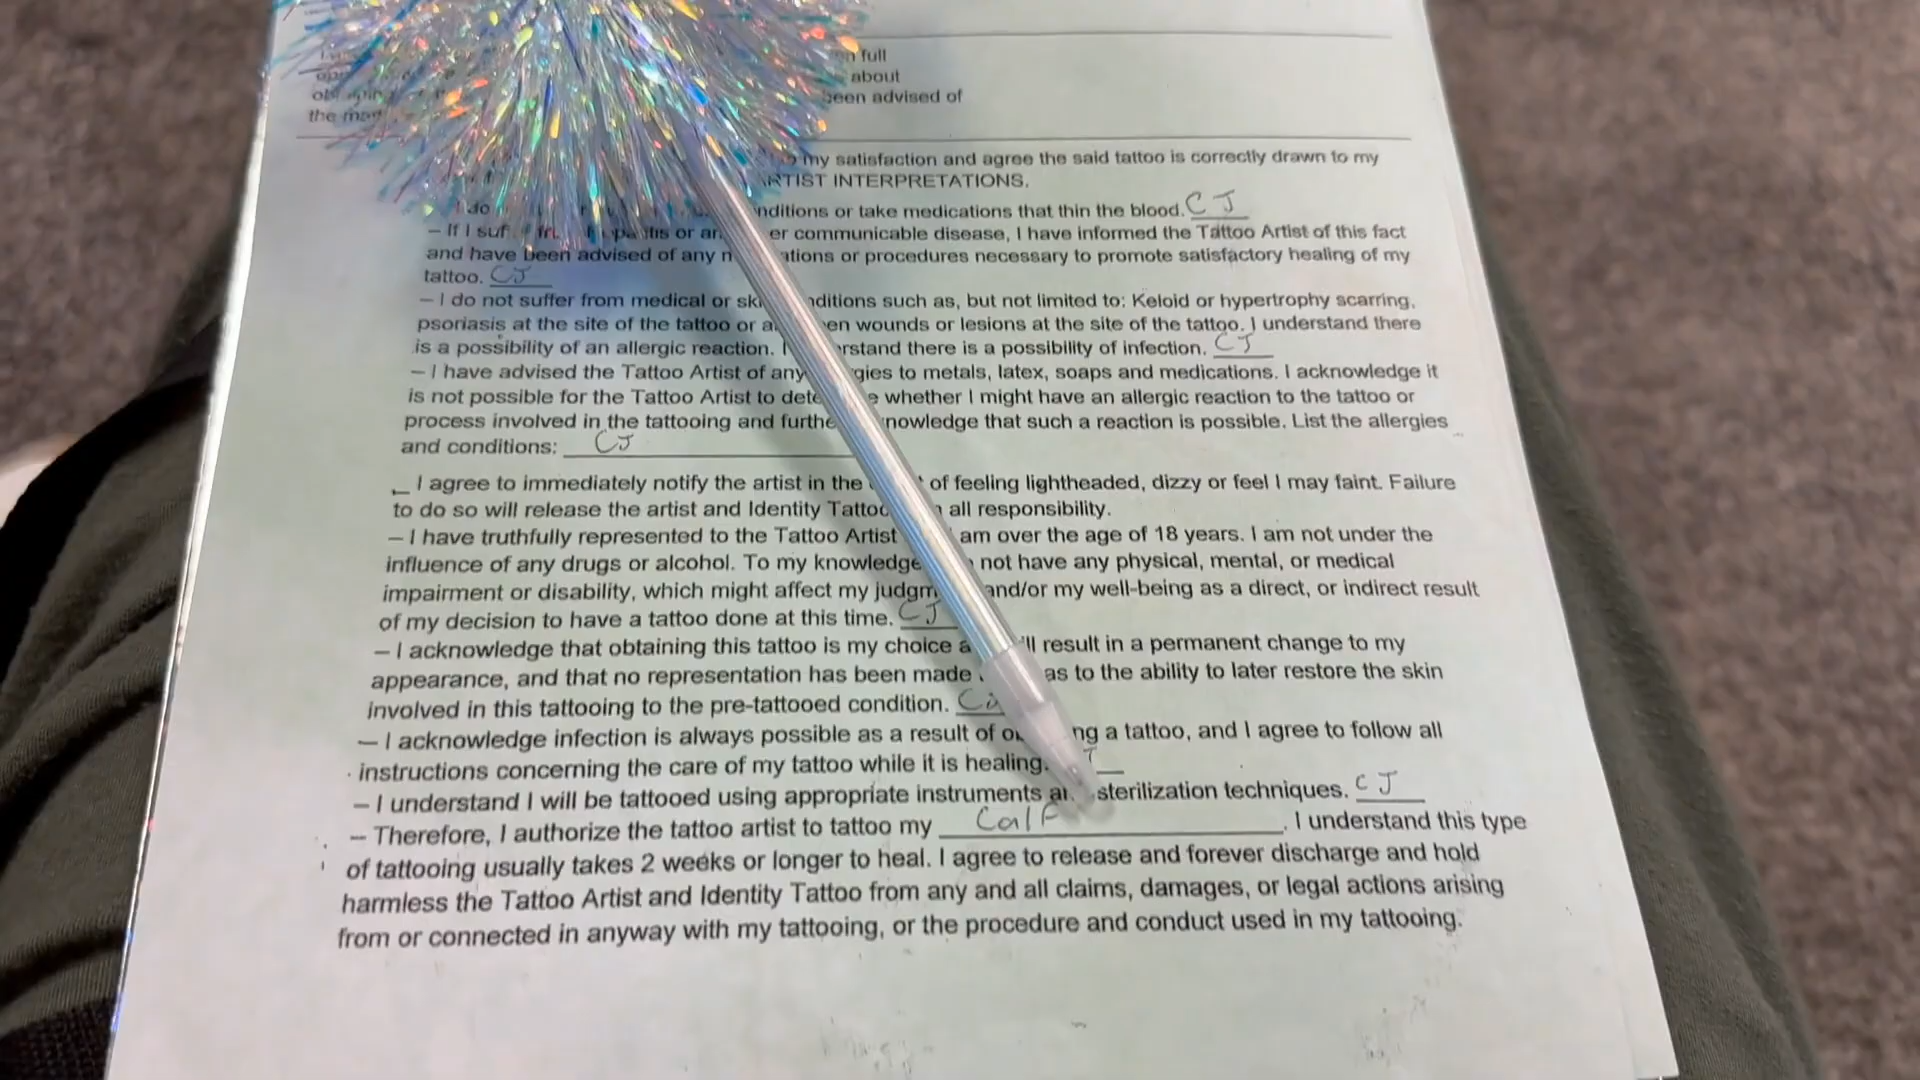 full
about
been advised of
the
my satisfaction and agree the said tattoo is correctly drawn to my
ARTIST INTERPRETATIONS.
I do conditions or take medications that thin the blood. CJ
– If I communicable disease, I have informed the Tattoo Artist of this fact
and have been advised of any or procedures necessary to promote satisfactory healing of my
tattoo. CJ
– I do not suffer from medical or such as, but not limited to: Keloid or hypertrophy scarring,
psoriasis at the site of the tattoo or wounds or lesions at the site of the tattoo. I understand there
is a possibility of an allergic reaction. I understand there is a possibility of infection. CJ
– I have advised the Tattoo Artist of any allergies to metals, latex, soaps and medications. I acknowledge it
is not possible for the Tattoo Artist to determine whether I might have an allergic reaction to the tattoo or
process involved in the tattooing and further acknowledge that such a reaction is possible. List the allergies
and conditions: CJ
_ I agree to immediately notify the artist in the of feeling lightheaded, dizzy or feel I may faint. Failure
to do so will release the artist and Identity Tattoo all responsibility.
– I have truthfully represented to the Tattoo Artist am over the age of 18 years. I am not under the
influence of any drugs or alcohol. To my knowledge not have any physical, mental, or medical
impairment or disability, which might affect my judgment and/or my well-being as a direct, or indirect result
of my decision to have a tattoo done at this time. CJ
– I acknowledge that obtaining this tattoo is my choice result in a permanent change to my
appearance, and that no representation has been made as to the ability to later restore the skin
involved in this tattooing to the pre-tattooed condition.
– I acknowledge infection is always possible as a result of obtaining a tattoo, and I agree to follow all
instructions concerning the care of my tattoo while it is healing.
– I understand I will be tattooed using appropriate instruments sterilization techniques. CJ
– Therefore, I authorize the tattoo artist to tattoo my Calf. I understand this type
of tattooing usually takes 2 weeks or longer to heal. I agree to release and forever discharge and hold
harmless the Tattoo Artist and Identity Tattoo from any and all claims, damages, or legal actions arising
from or connected in anyway with my tattooing, or the procedure and conduct used in my tattooing.